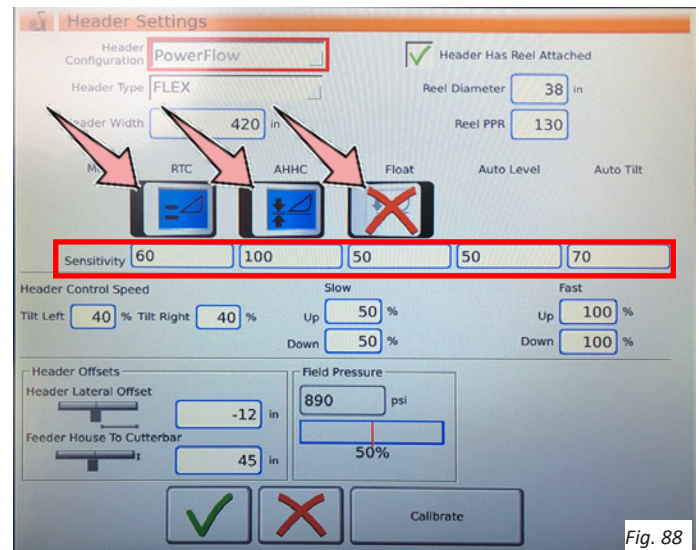 Header Settings
Header Configuration PowerFlow
Header Has Reel Attached
Header Type FLEX
Reel Diameter 38 in
Header Width 420 in
Reel PPR 130
RTC AHHC Float Auto Level Auto Tilt
Sensitivity 60 100 50 50 70
Header Control Speed Slow Fast
Tilt Left 40 % Tilt Right 40 % Up 50 % Up 100 %
Down 50 % Down 100 %
Header Offsets Field Pressure
Header Lateral Offset -12 in 890 psi
Feeder House To Cutterbar 45 in 50%
Calibrate
Fig. 88